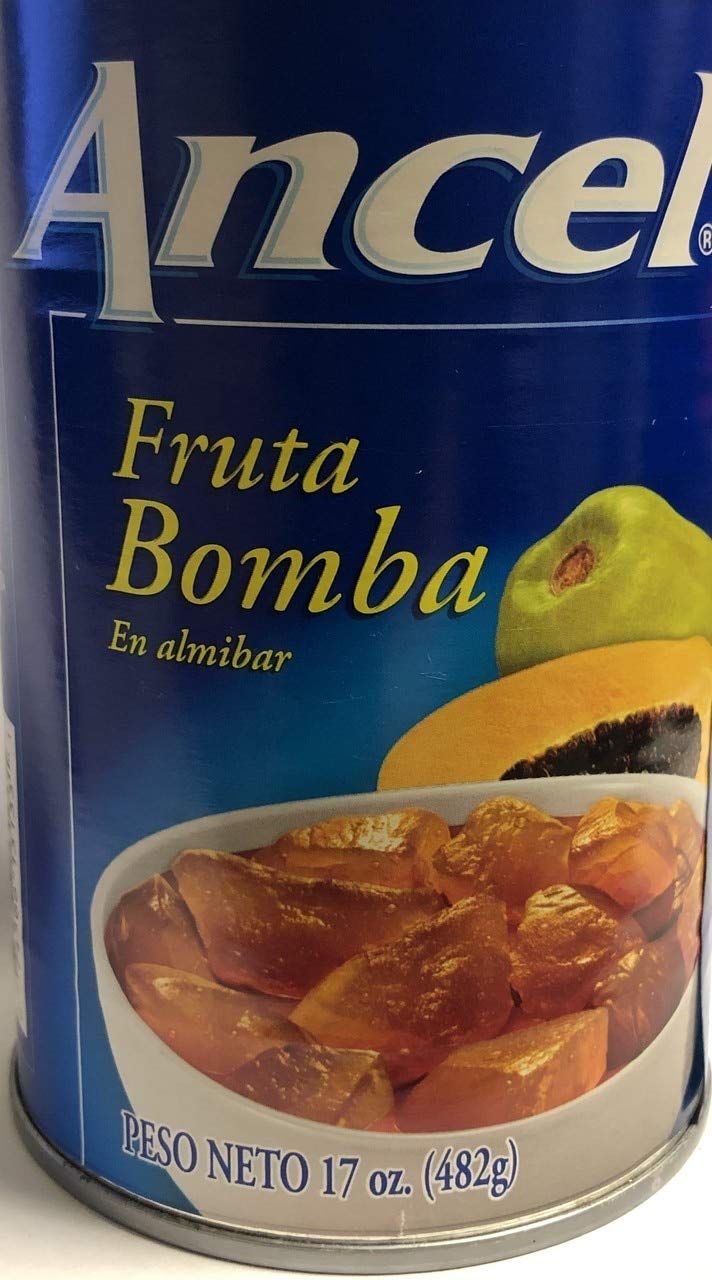 Ancel®
Fruta
Bomba
En almibar
PESO NETO 17 oz. (482g)